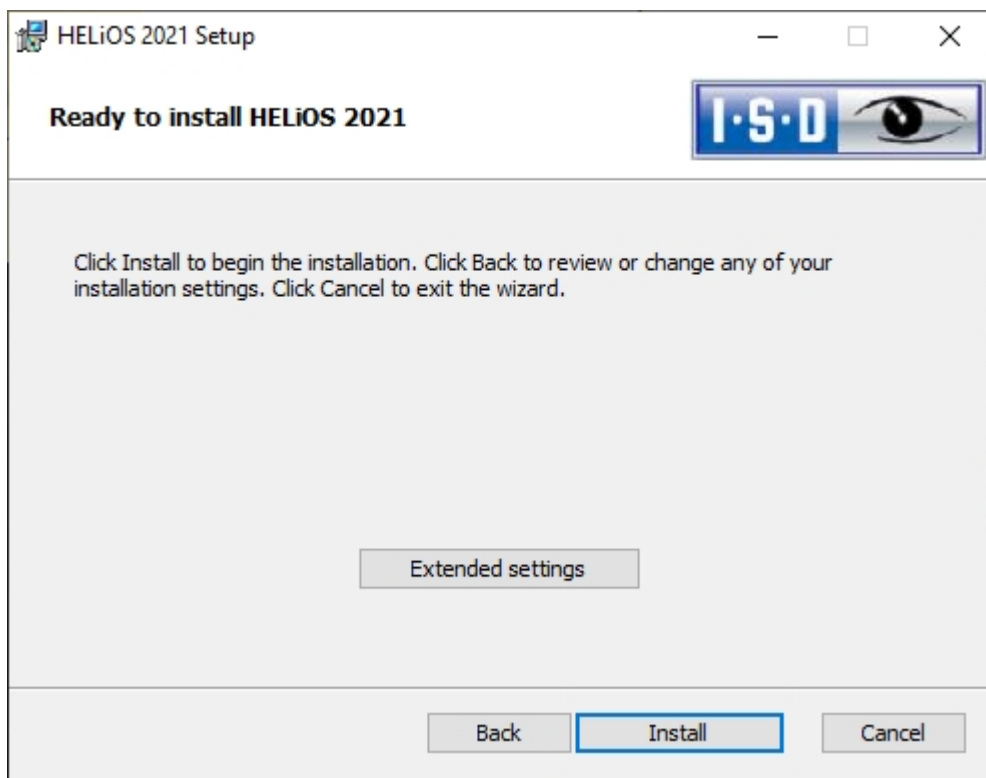 HELiOS 2021 Setup
Ready to install HELiOS 2021
I·S·D
Click Install to begin the installation. Click Back to review or change any of your
installation settings. Click Cancel to exit the wizard.
Extended settings
Back
Install
Cancel